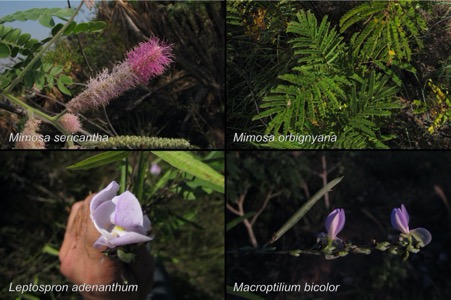 Mimosa sericantha
Mimosa orbignyana
Leptospron adenanthum
Macroptilium bicolor